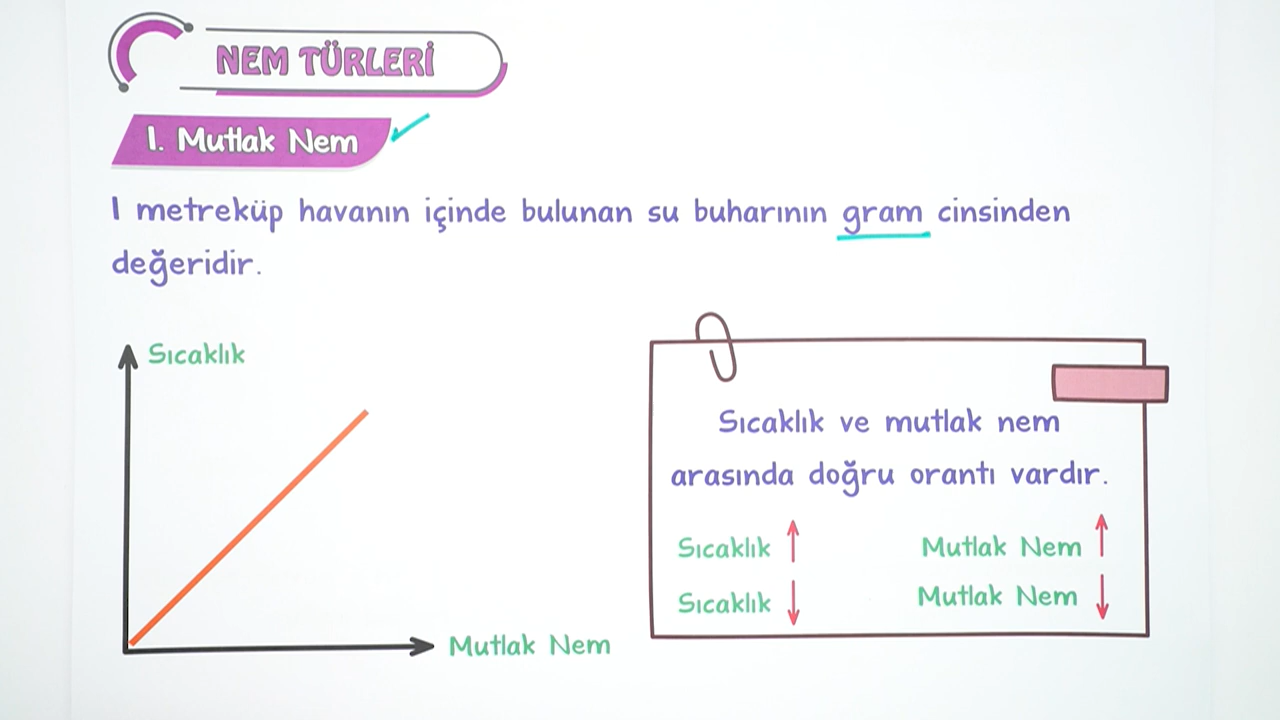 NEM TÜRLERİ
1. Mutlak Nem
1 metreküp havanın içinde bulunan su buharının gram cinsinden
değeridir.
Sıcaklık
Mutlak Nem
Sıcaklık ve mutlak nem
arasında doğru orantı vardır.
Sıcaklık ↑ Mutlak Nem ↑
Sıcaklık ↓ Mutlak Nem ↓